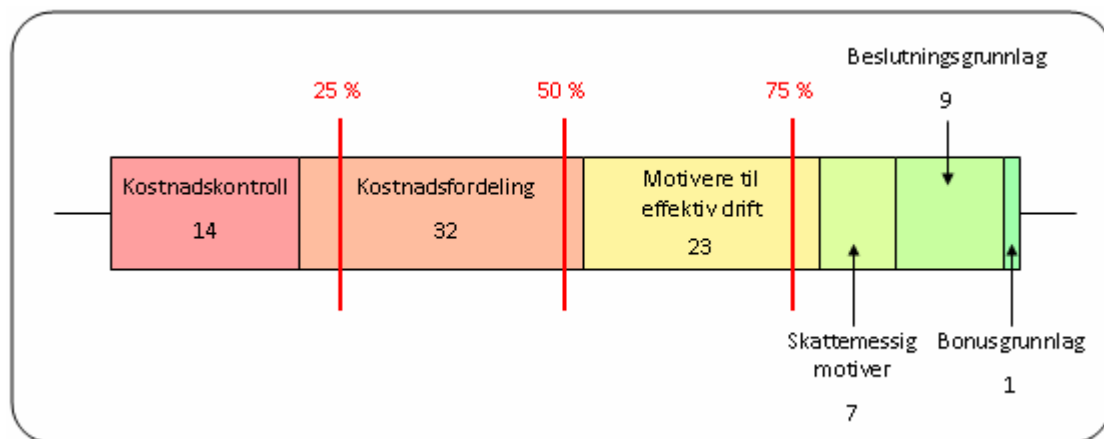 Beslutningsgrunnlag
9
25 %
50 %
75 %
Kostnadskontroll
14
Kostnadsfordeling
32
Motivere til
effektiv drift
23
Skattemessig
motiver
7
Bonusgrunnlag
1